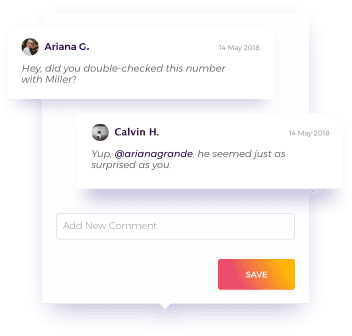 Ariana G.
14 May 2018
Hey, did you double-checked this number
with Miller?
Calvin H.
14 May 2018
Yup, @arianagrande, he seemed just as
surprised as you.
Add New Comment
SAVE